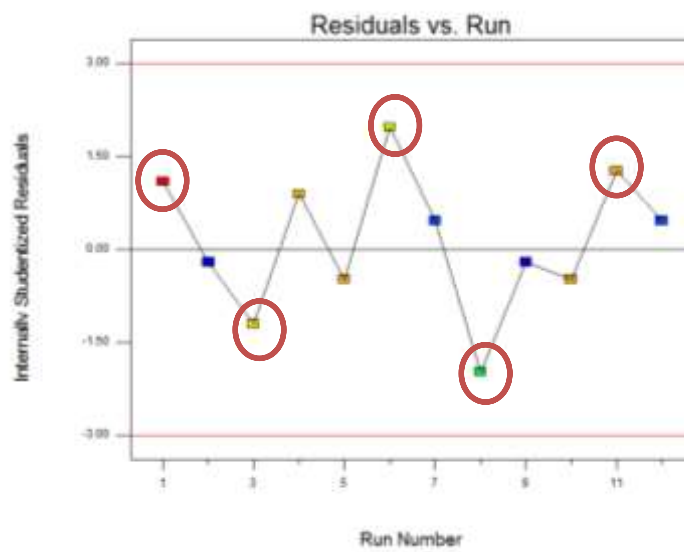 Residuals vs. Run
Internally Studentized Residuals
3.00
1.50
0.00
-1.50
-3.00
1 3 5 7 9 11
Run Number